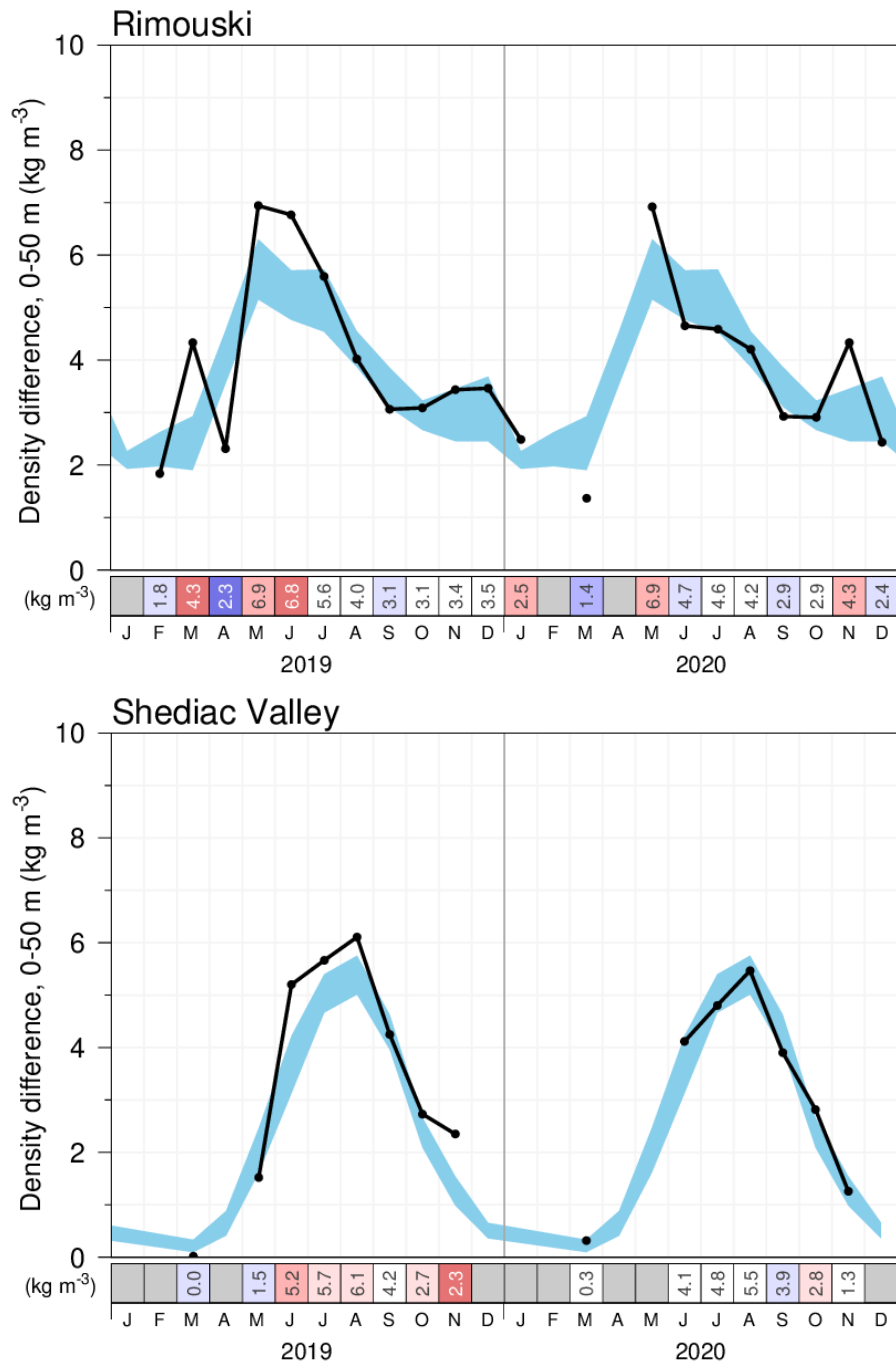 Rimouski
Density difference, 0-50 m (kg m-3)
10
8
6
4
2
0
(kg m-3) 1.8 4.3 2.3 6.9 6.8 5.6 4.0 3.1 3.1 3.4 3.5 2.5 1.4 6.9 4.7 4.6 4.2 2.9 2.9 4.3 2.4
J F M A M J J A S O N D J F M A M J J A S O N D
2019 2020
Shediac Valley
Density difference, 0-50 m (kg m-3)
10
8
6
4
2
0
(kg m-3) 0.0 1.5 5.2 5.7 6.1 4.2 2.7 2.3 0.3 4.1 4.8 5.5 3.9 2.8 1.3
J F M A M J J A S O N D J F M A M J J A S O N D
2019 2020